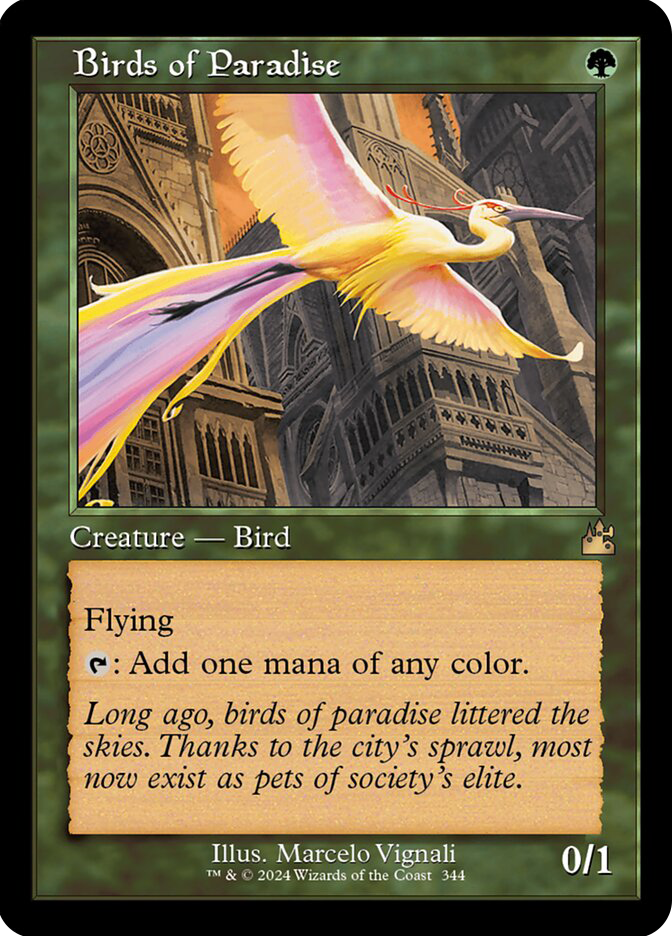 Birds of Paradise
Creature — Bird
Flying
: Add one mana of any color.
Long ago, birds of paradise littered the
skies. Thanks to the city's sprawl, most
now exist as pets of society's elite.
Illus. Marcelo Vignali
0/1
™ & © 2024 Wizards of the Coast 344